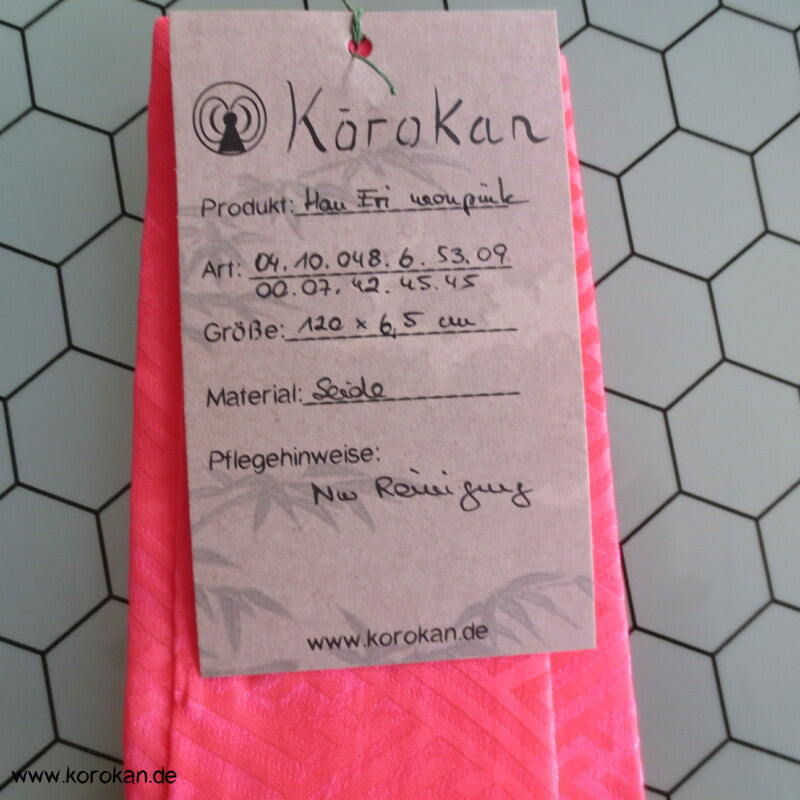 Kōrokan
Produkt: Han Eri neonpink
Art: 04.10.048.6.53.09
00.07.42.45.45
Größe: 120 x 6,5 cm
Material: Seide
Pflegehinweise:
Nur Reinigung
www.korokan.de
www.korokan.de